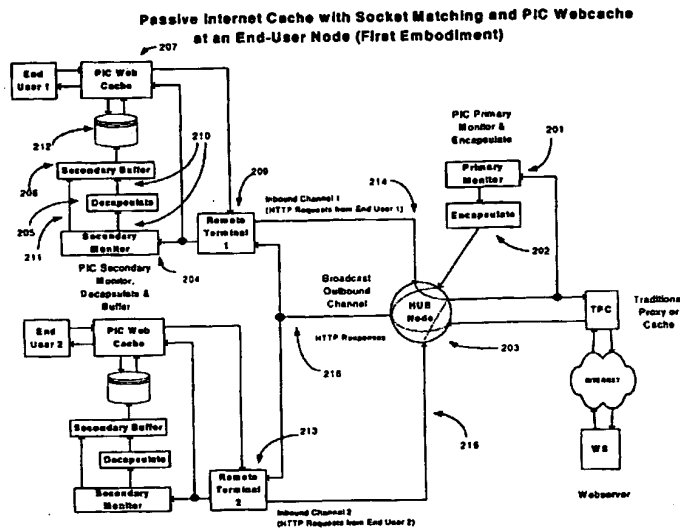 Passive Internet Cache with Socket Matching and PIC Webcache
at an End-User Node (First Embodiment)
207
End
User 1
PIC Web
Cache
212
210
206
Secondary Buffer
205
Decapsulate
211
Secondary
Monitor
204
PIC Secondary
Monitor,
Decapsulate &
Buffer
209
Remote
Terminal
1
Inbound Channel 1
(HTTP Requests from End User 1)
214
PIC Primary
Monitor &
Encapsulate
201
Primary
Monitor
Encapsulate
202
Broadcast
Outbound
Channel
HTTP Responses
216
HUB
Node
203
TPC
Traditional
Proxy or
Cache
INTERNET
WS
Webserver
End
User 2
PIC Web
Cache
Secondary Buffer
Decapsulate
Secondary
Monitor
213
Remote
Terminal
2
215
Inbound Channel 2
(HTTP Requests from End User 2)